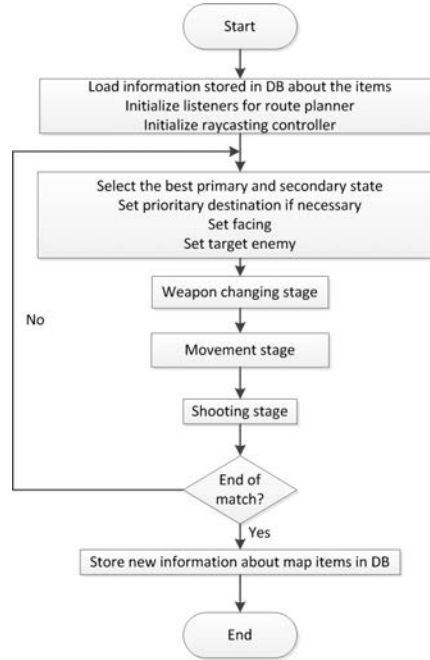 Start
Load information stored in DB about the items
Initialize listeners for route planner
Initialize raycasting controller
Select the best primary and secondary state
Set prioritary destination if necessary
Set facing
Set target enemy
Weapon changing stage
No
Movement stage
Shooting stage
End of
match?
Yes
Store new information about map items in DB
End